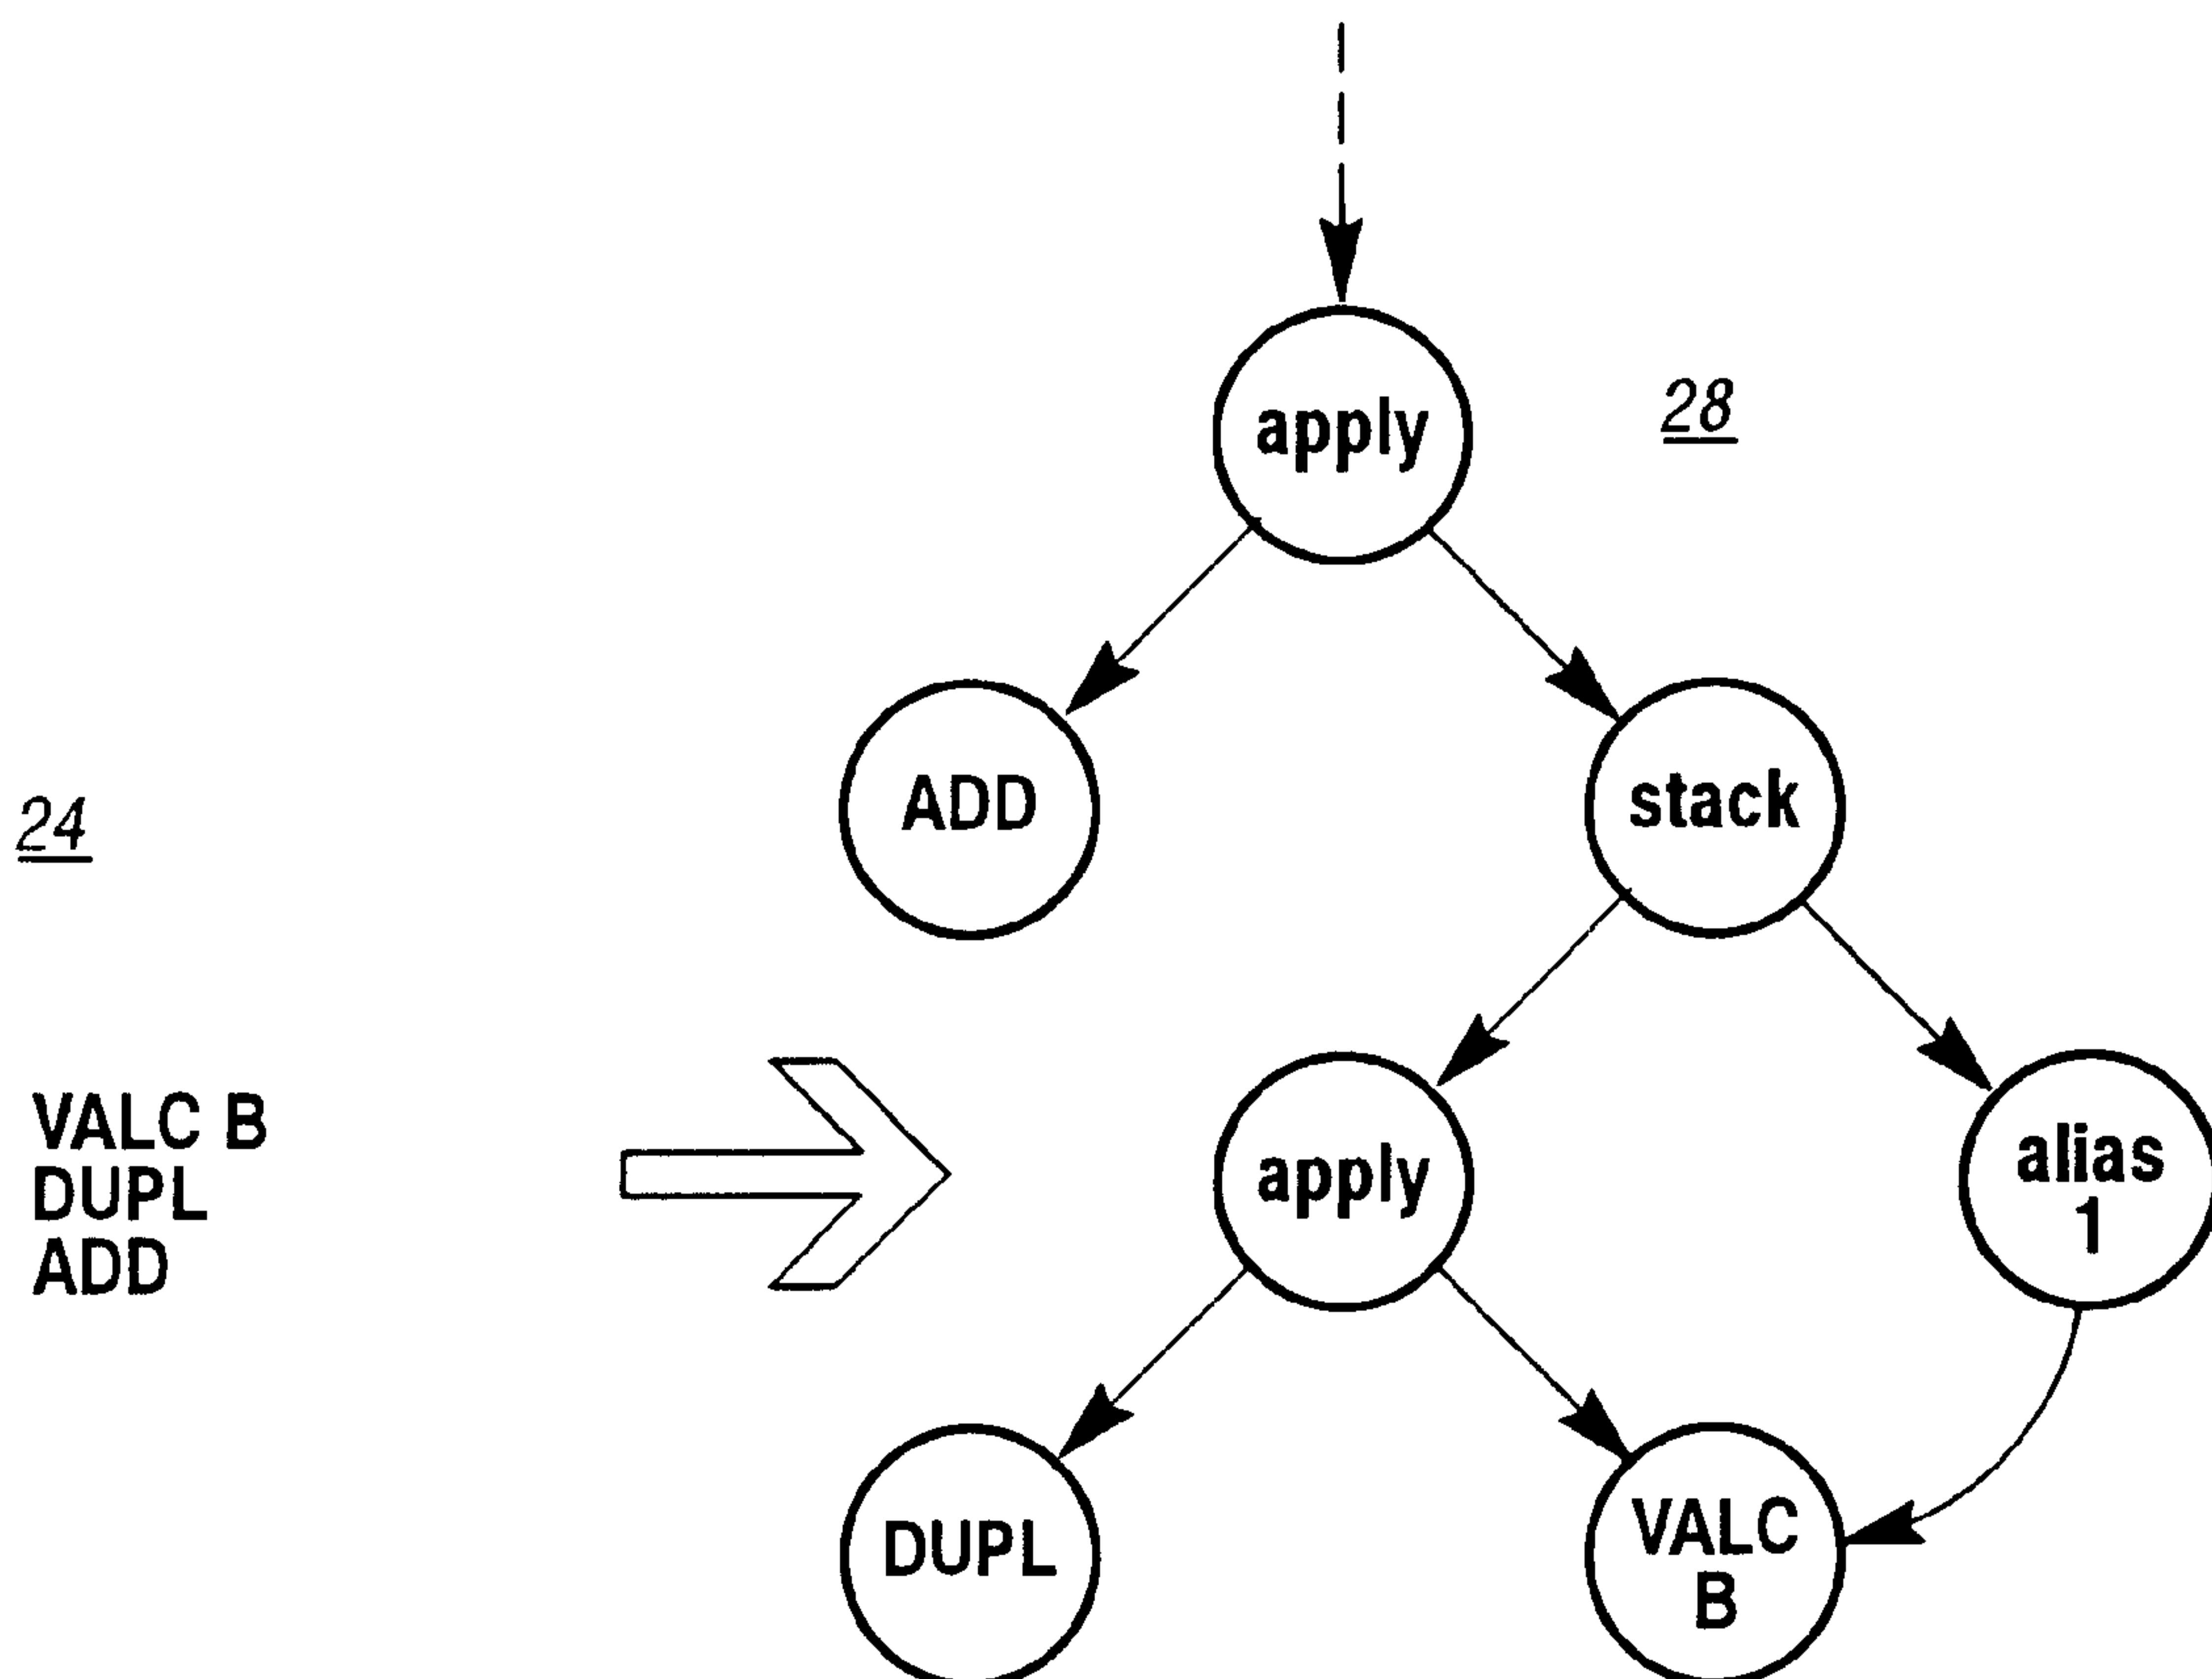 apply
28
ADD
stack
24
VALC B
DUPL
ADD
apply
alias
1
DUPL
VALC
B